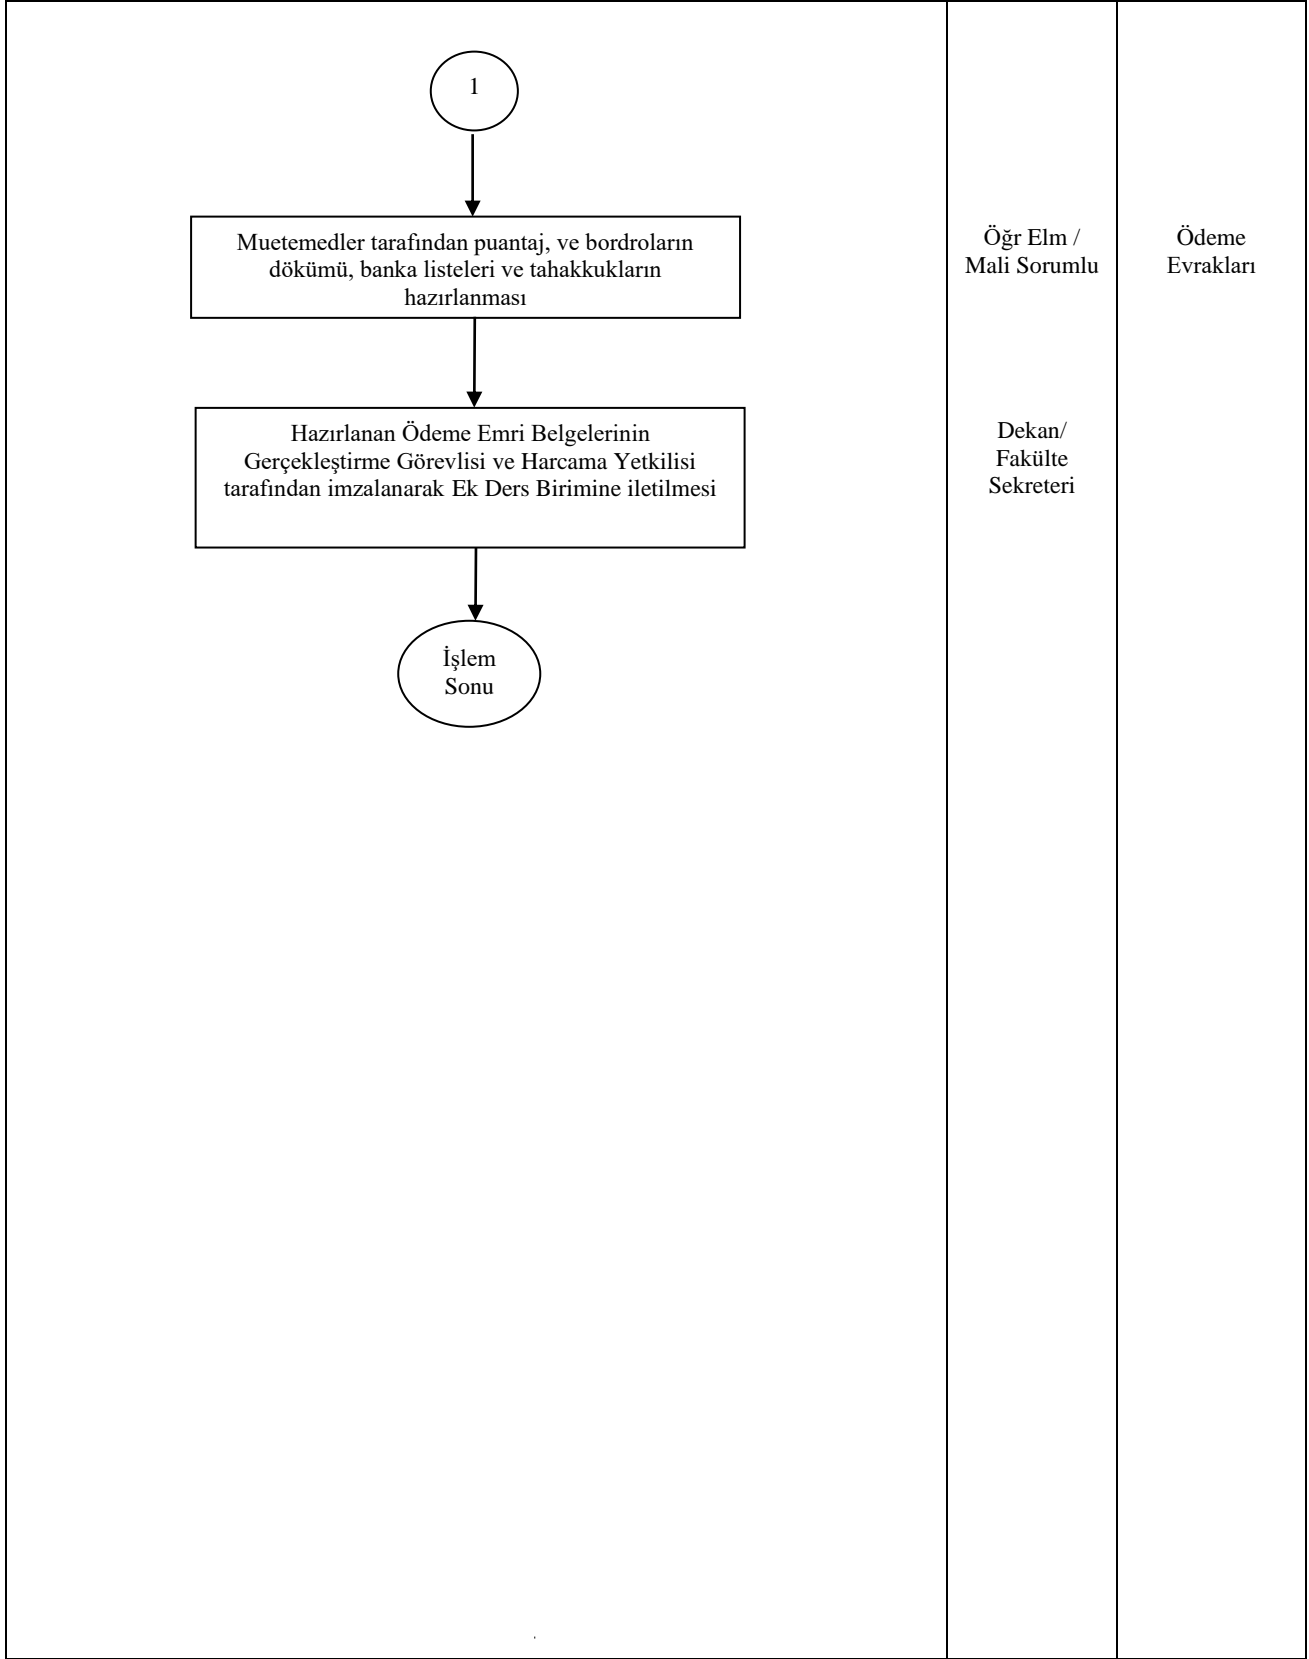 1
Muetemedler tarafından puantaj, ve bordroların
dökümü, banka listeleri ve tahakkukların
hazırlanması
Öğr Elm /
Mali Sorumlu
Ödeme
Evrakları
Hazırlanan Ödeme Emri Belgelerinin
Gerçekleştirme Görevlisi ve Harcama Yetkilisi
tarafından imzalanarak Ek Ders Birimine iletilmesi
Dekan/
Fakülte
Sekreteri
İşlem
Sonu